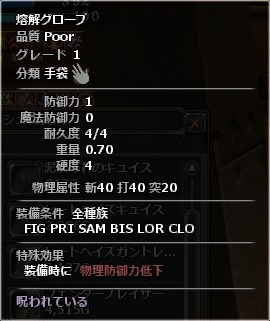 熔解グローブ
品質 Poor
グレード 1
分類 手袋
防御力 1
魔法防御力 0
耐久度 4/4
重量 0.70
硬度 4
物理属性 斬40 打40 突20
装備条件 全種族
FIG PRI SAM BIS LOR CLO
特殊効果
装備時に 物理防御力低下
呪われている